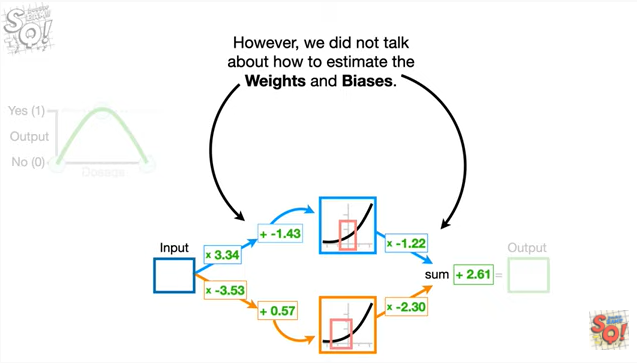 However, we did not talk
about how to estimate the
Weights and Biases.
Yes (1)
Output
No (0)
Dosage
Input
x 3.34
+ -1.43
x -1.22
x -3.53
+ 0.57
x -2.30
sum
+ 2.61
=
Output